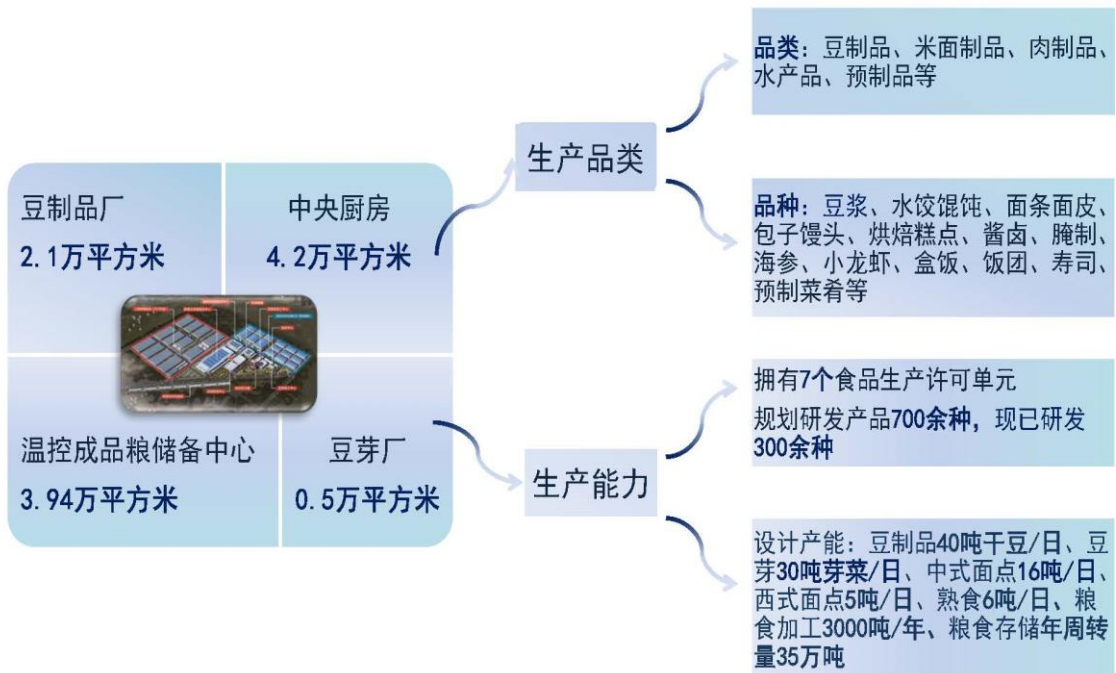 豆制品厂
2.1万平方米
中央厨房
4.2万平方米
温控成品粮储备中心
3.94万平方米
豆芽厂
0.5万平方米
生产品类
品类：豆制品、米面制品、肉制品、
水产品、预制品等
品种：豆浆、水饺馄饨、面条面皮、
包子馒头、烘焙糕点、酱卤、腌制、
海参、小龙虾、盒饭、饭团、寿司、
预制菜肴等
生产能力
拥有7个食品生产许可单元
规划研发产品700余种，现已研发
300余种
设计产能：豆制品40吨干豆/日、豆
芽30吨芽菜/日、中式面点16吨/日、
西式面点5吨/日、熟食6吨/日、粮
食加工3000吨/年、粮食存储年周转
量35万吨